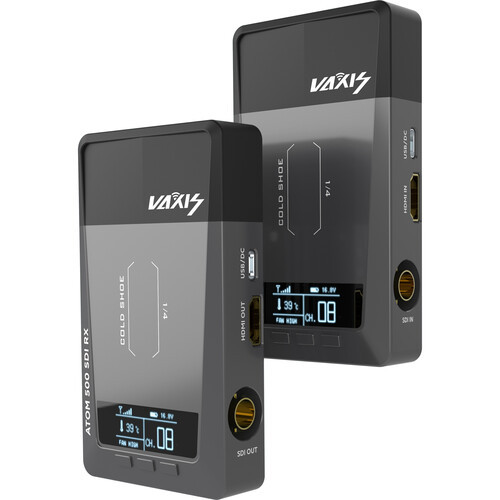 VAXIS
COLD SHOE
1/4
USB/DC
HDMI IN
SDI IN
16.8V
39℃
FAN HIGH
CH. 08
VAXIS
COLD SHOE
1/4
USB/DC
HDMI OUT
SDI OUT
ATOM 500 SDI RX
16.8V
39℃
FAN HIGH
CH. 08